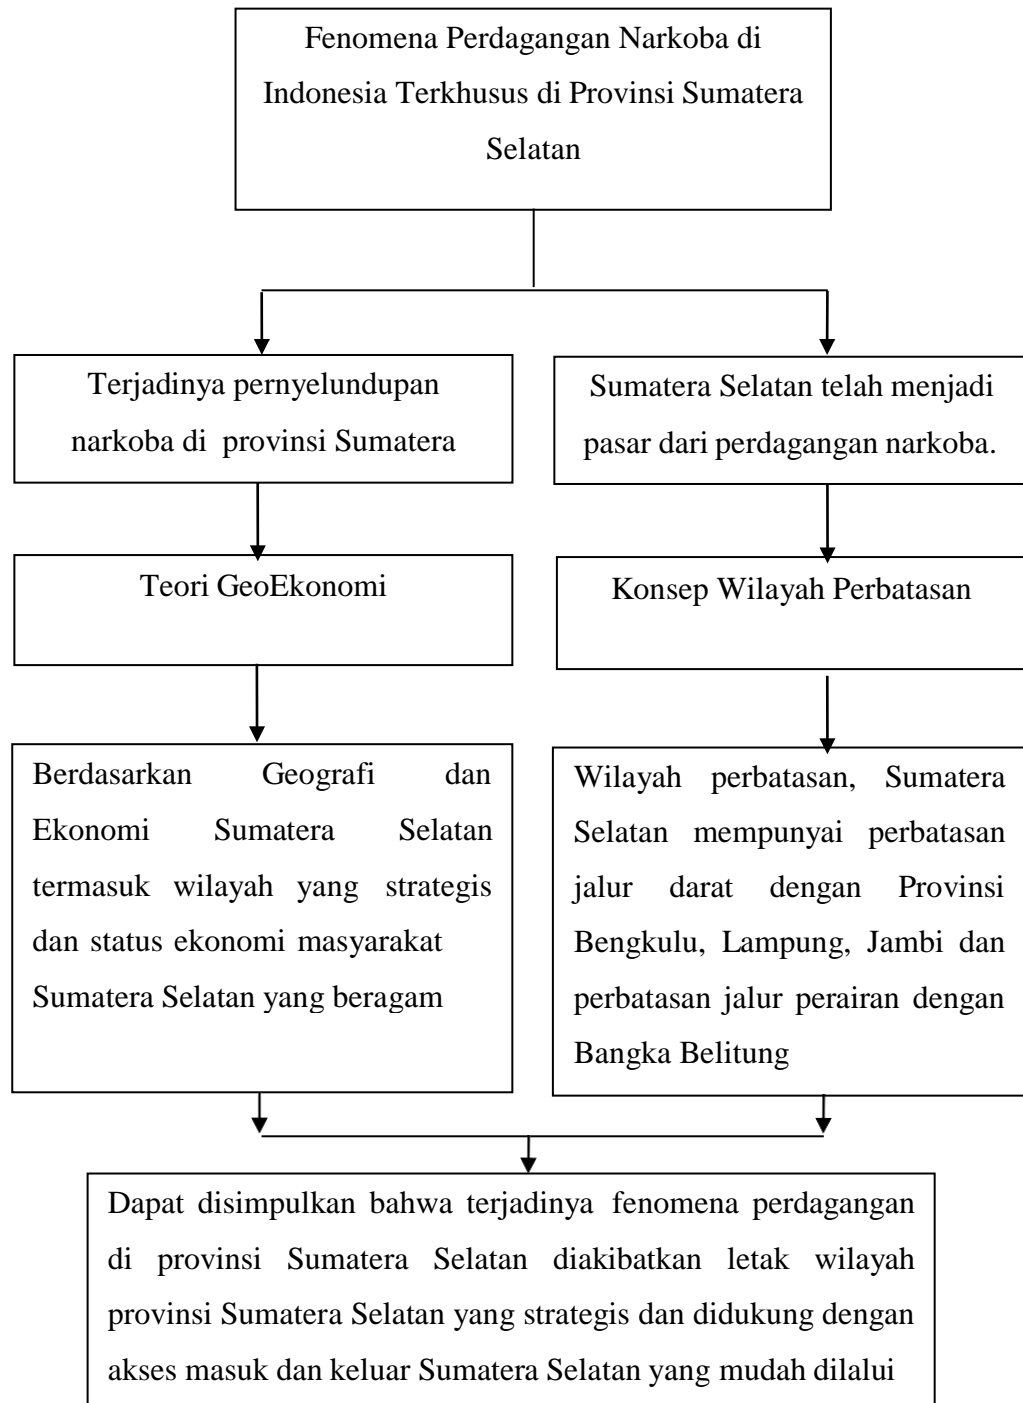 Fenomena Perdagangan Narkoba di
Indonesia Terkhusus di Provinsi Sumatera
Selatan
Terjadinya pernyelundupan
narkoba di provinsi Sumatera
Sumatera Selatan telah menjadi
pasar dari perdagangan narkoba.
Teori GeoEkonomi
Konsep Wilayah Perbatasan
Berdasarkan Geografi dan
Ekonomi Sumatera Selatan
termasuk wilayah yang strategis
dan status ekonomi masyarakat
Sumatera Selatan yang beragam
Wilayah perbatasan, Sumatera
Selatan mempunyai perbatasan
jalur darat dengan Provinsi
Bengkulu, Lampung, Jambi dan
perbatasan jalur perairan dengan
Bangka Belitung
Dapat disimpulkan bahwa terjadinya fenomena perdagangan
di provinsi Sumatera Selatan diakibatkan letak wilayah
provinsi Sumatera Selatan yang strategis dan didukung dengan
akses masuk dan keluar Sumatera Selatan yang mudah dilalui